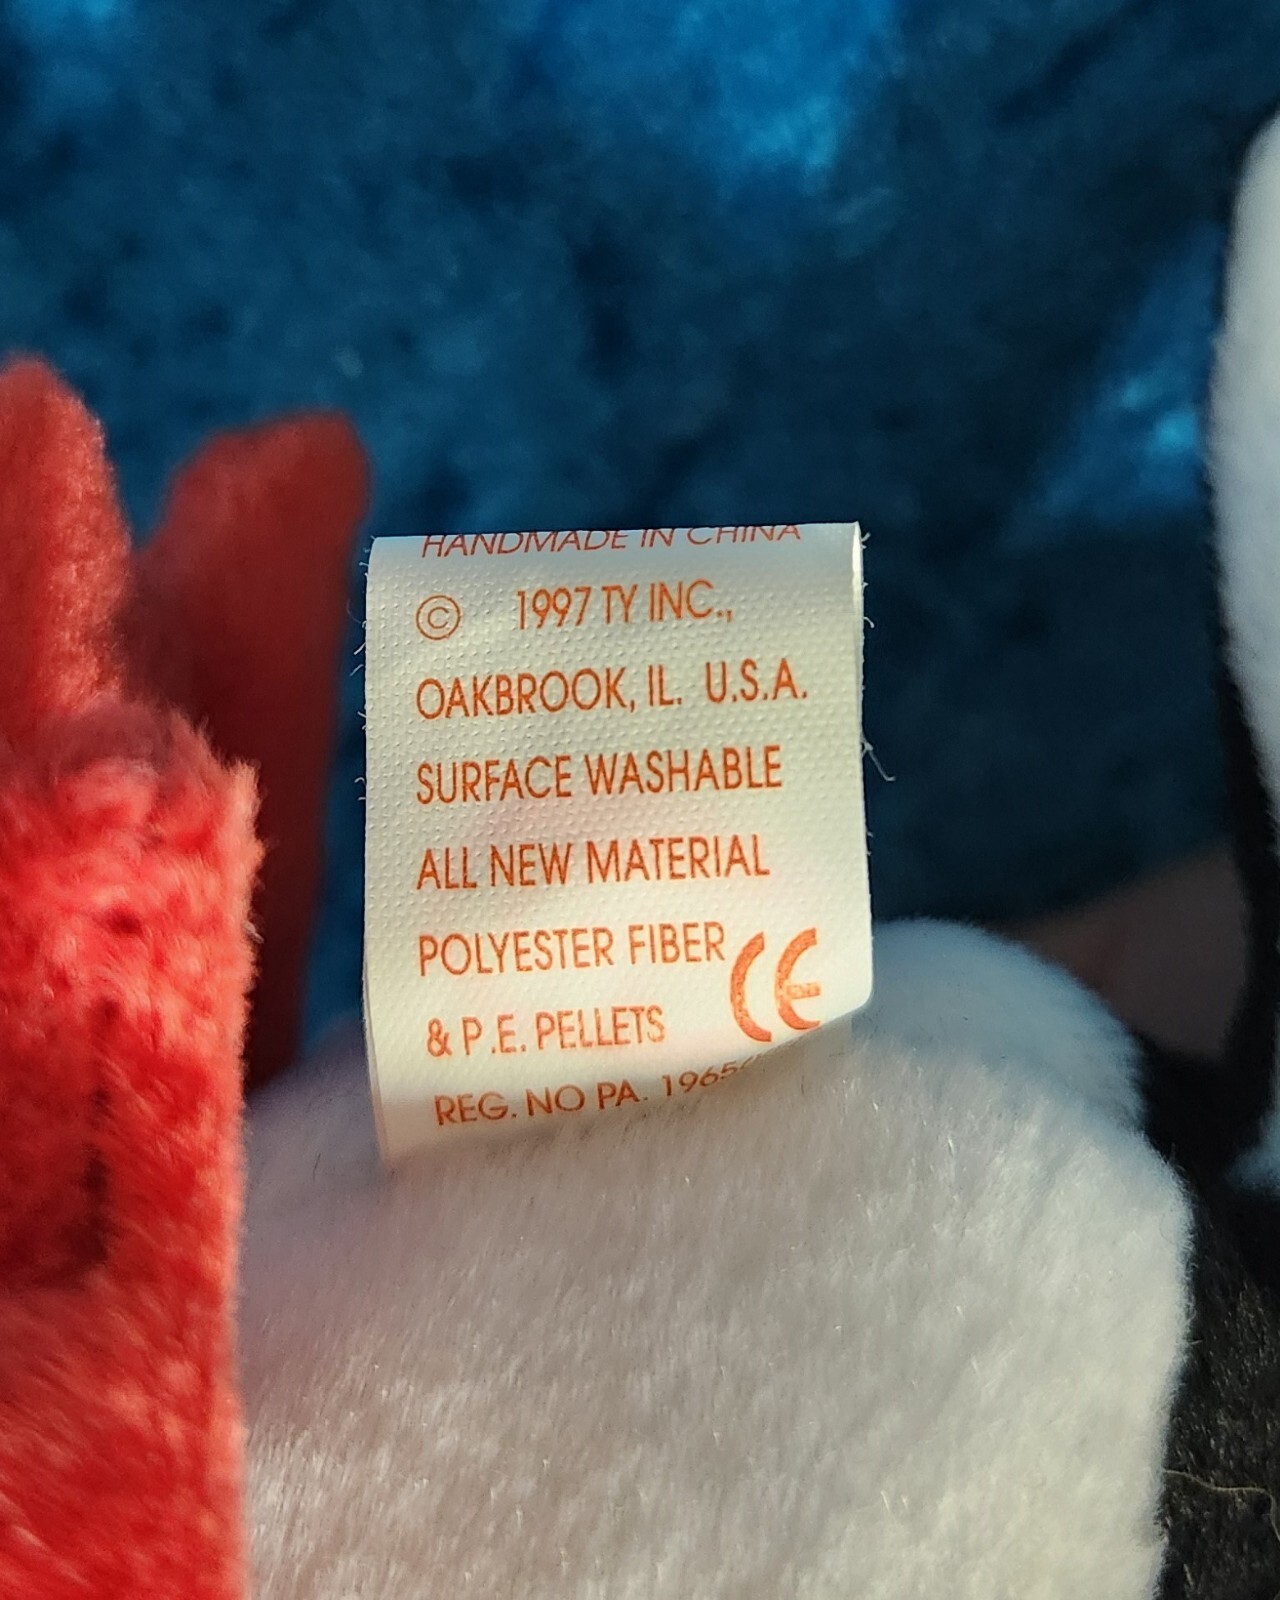 HANDMADE IN CHINA
© 1997 TY INC.,
OAKBROOK, IL. U.S.A.
SURFACE WASHABLE
ALL NEW MATERIAL
POLYESTER FIBER
& P.E. PELLETS CE
REG. NO PA. 1965